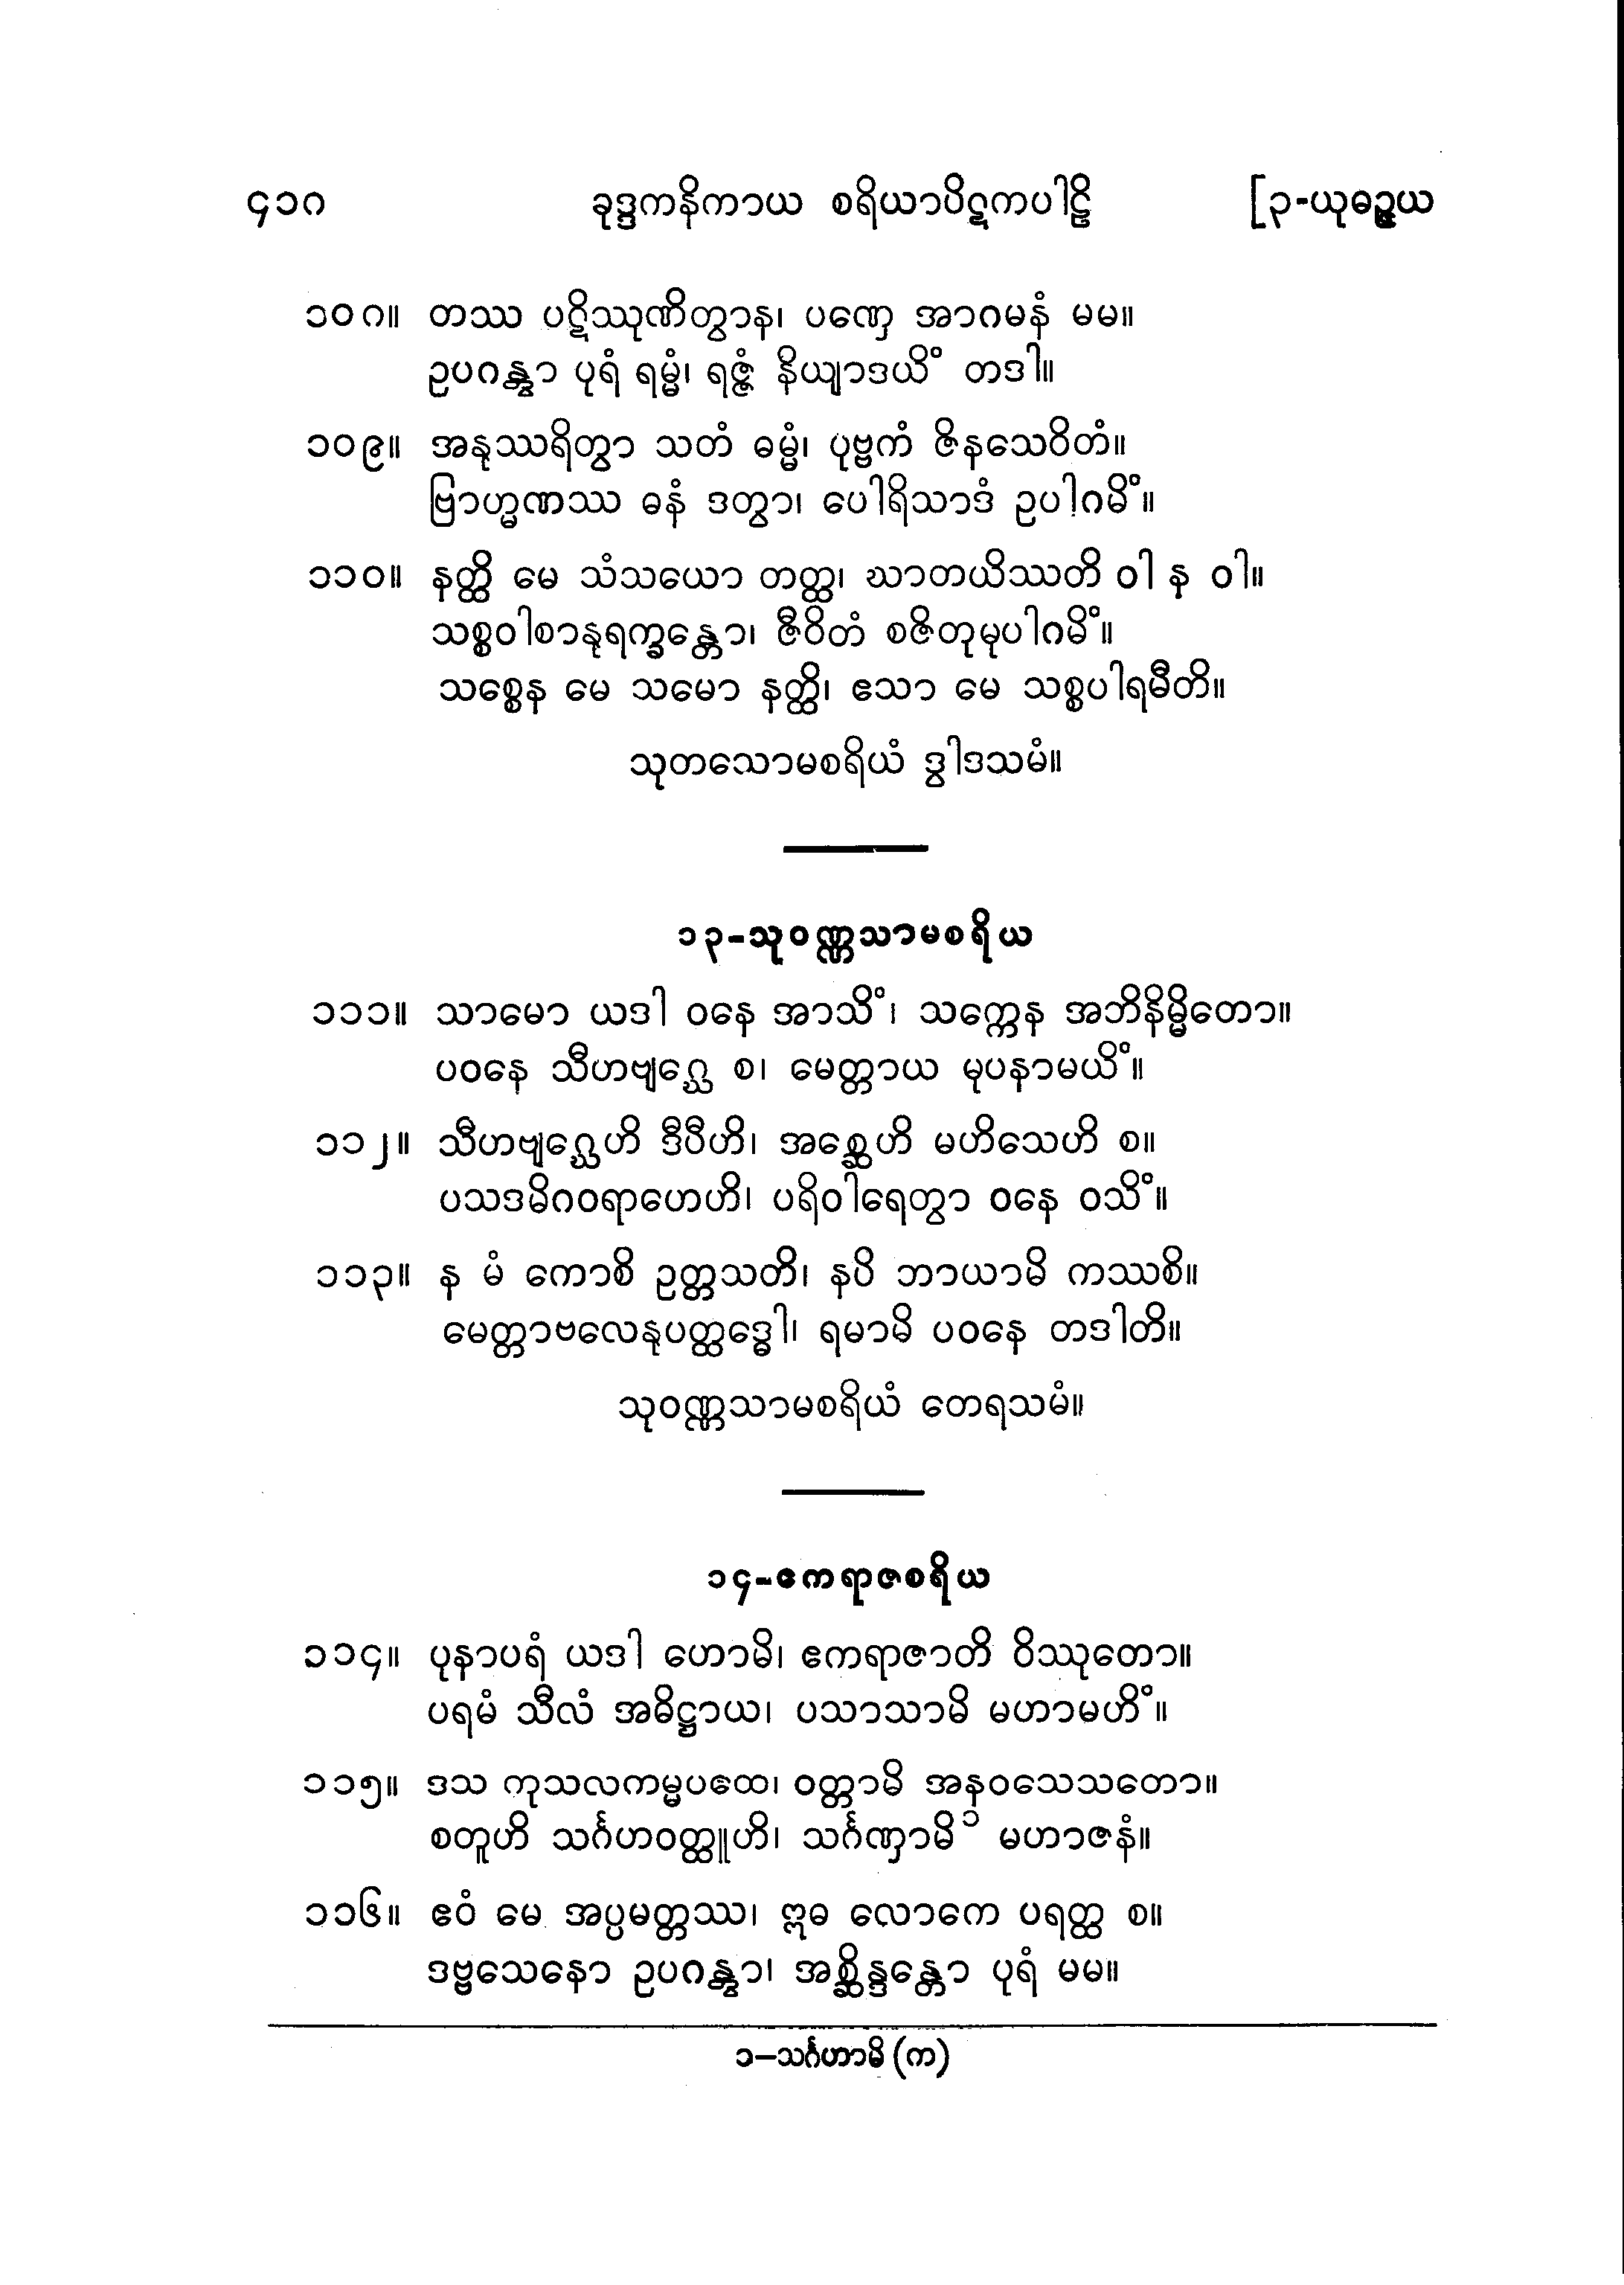 ၄၁၈ ခုဒ္ဒကနိကာယ စရိယာပိဋကပါဠိ [၃-ယုဓဉ္ဇယ
၁၀၈။ တဿ ပဋိဿုဏိတွာန၊ ပဏှေ အာဂမနံ မမ။
ဥပဂန္တွာ ပုရံ ရမ္မံ၊ ရဇ္ဇံ နိယျာဒယိံ တဒါ။
၁၀၉။ အနုဿရိတွာ သတံ ဓမ္မံ၊ ပုဗ္ဗကံ ဇိနသေဝိတံ။
ဗြာဟ္မဏဿ ဓနံ ဒတွာ၊ ပေါရိသာဒံ ဥပါဂမိံ။
၁၁၀။ နတ္ထိ မေ သံသယော တတ္ထ၊ ဃာတယိဿတိ ဝါ န ဝါ။
သစ္စဝါစာနုရက္ခန္တော၊ ဇီဝိတံ စဇိတုမုပါဂမိံ။
သစ္စေန မေ သမော နတ္ထိ၊ ဧသာ မေ သစ္စပါရမီတိ။
သုတသောမစရိယံ ဒွါဒသမံ။
၁၃-သုဝဏ္ဏသာမစရိယ
၁၁၁။ သာမော ယဒါ ဝနေ အာသိံ၊ သက္ကေန အဘိနိမ္မိတော။
ပဝနေ သီဟဗျဂ္ဃေ စ၊ မေတ္တာယ မုပနာမယိံ။
၁၁၂။ သီဟဗျဂ္ဃေဟိ ဒီပီဟိ၊ အစ္ဆေဟိ မဟိသေဟိ စ။
ပသဒမိဂဝရာဟေဟိ၊ ပရိဝါရေတွာ ဝနေ ဝသိံ။
၁၁၃။ န မံ ကောစိ ဥတ္တသတိ၊ နပိ ဘာယာမိ ကဿစိ။
မေတ္တာဗလေနုပတ္ထဒ္ဓေါ၊ ရမာမိ ပဝနေ တဒါတိ။
သုဝဏ္ဏသာမစရိယံ တေရသမံ။
၁၄-ဧကရာဇစရိယ
၁၁၄။ ပုနာပရံ ယဒါ ဟောမိ၊ ဧကရာဇာတိ ဝိဿုတော။
ပရမံ သီလံ အဓိဋ္ဌာယ၊ ပသာသာမိ မဟာမဟိံ။
၁၁၅။ ဒသ ကုသလကမ္မပထေ၊ ဝတ္တာမိ အနဝသေသတော။
စတူဟိ သင်္ဂဟဝတ္ထူဟိ၊ သင်္ဂဏှာမိ ၁ မဟာဇနံ။
၁၁၆။ ဧဝံ မေ အပ္ပမတ္တဿ၊ ဣဓ လောကေ ပရတ္ထ စ။
ဒဗ္ဗသေနော ဥပဂန္တွာ၊ အစ္ဆိန္ဒန္တော ပုရံ မမ။
၁—သင်္ဂဟာမိ (က)